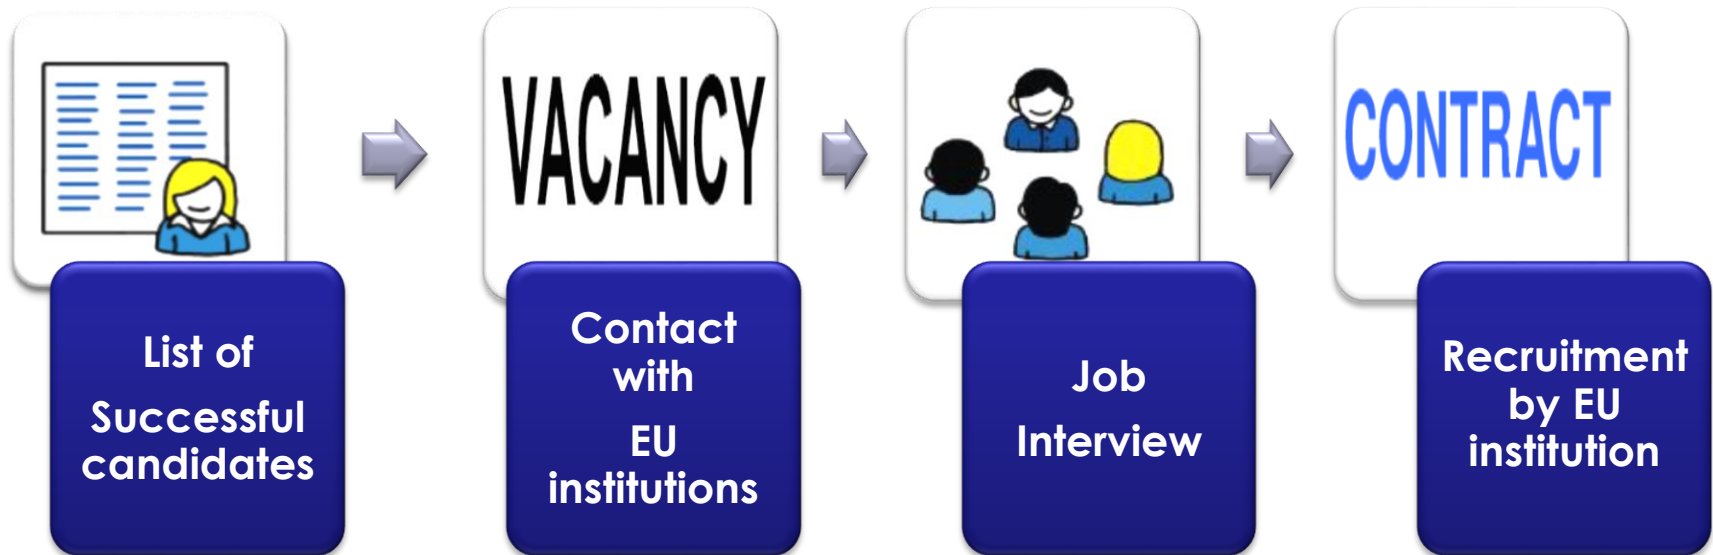 VACANCY
CONTRACT
List of
Successful
candidates
Contact
with
EU
institutions
Job
Interview
Recruitment
by EU
institution